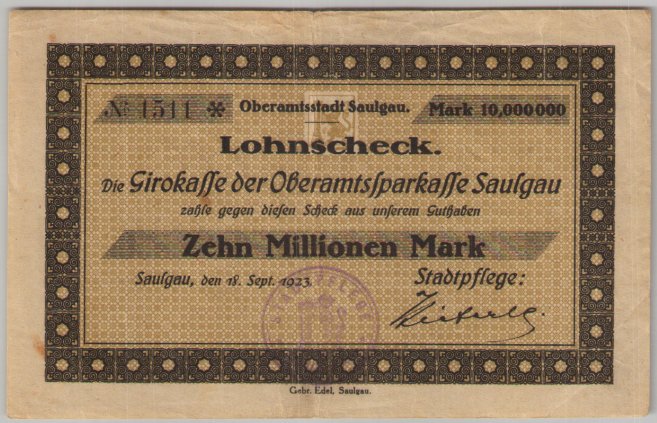 № 1511 * Oberamtsstadt Saulgau. Mark 10,000000
Lohnscheck.
Die Girokasse der Oberamtssparkasse Saulgau
zahle gegen diesen Scheck aus unserem Guthaben
Zehn Millionen Mark
Saulgau, den 18. Sept. 1923. Stadtpflege:
STADTPFLEGE
Gebr. Edel, Saulgau.